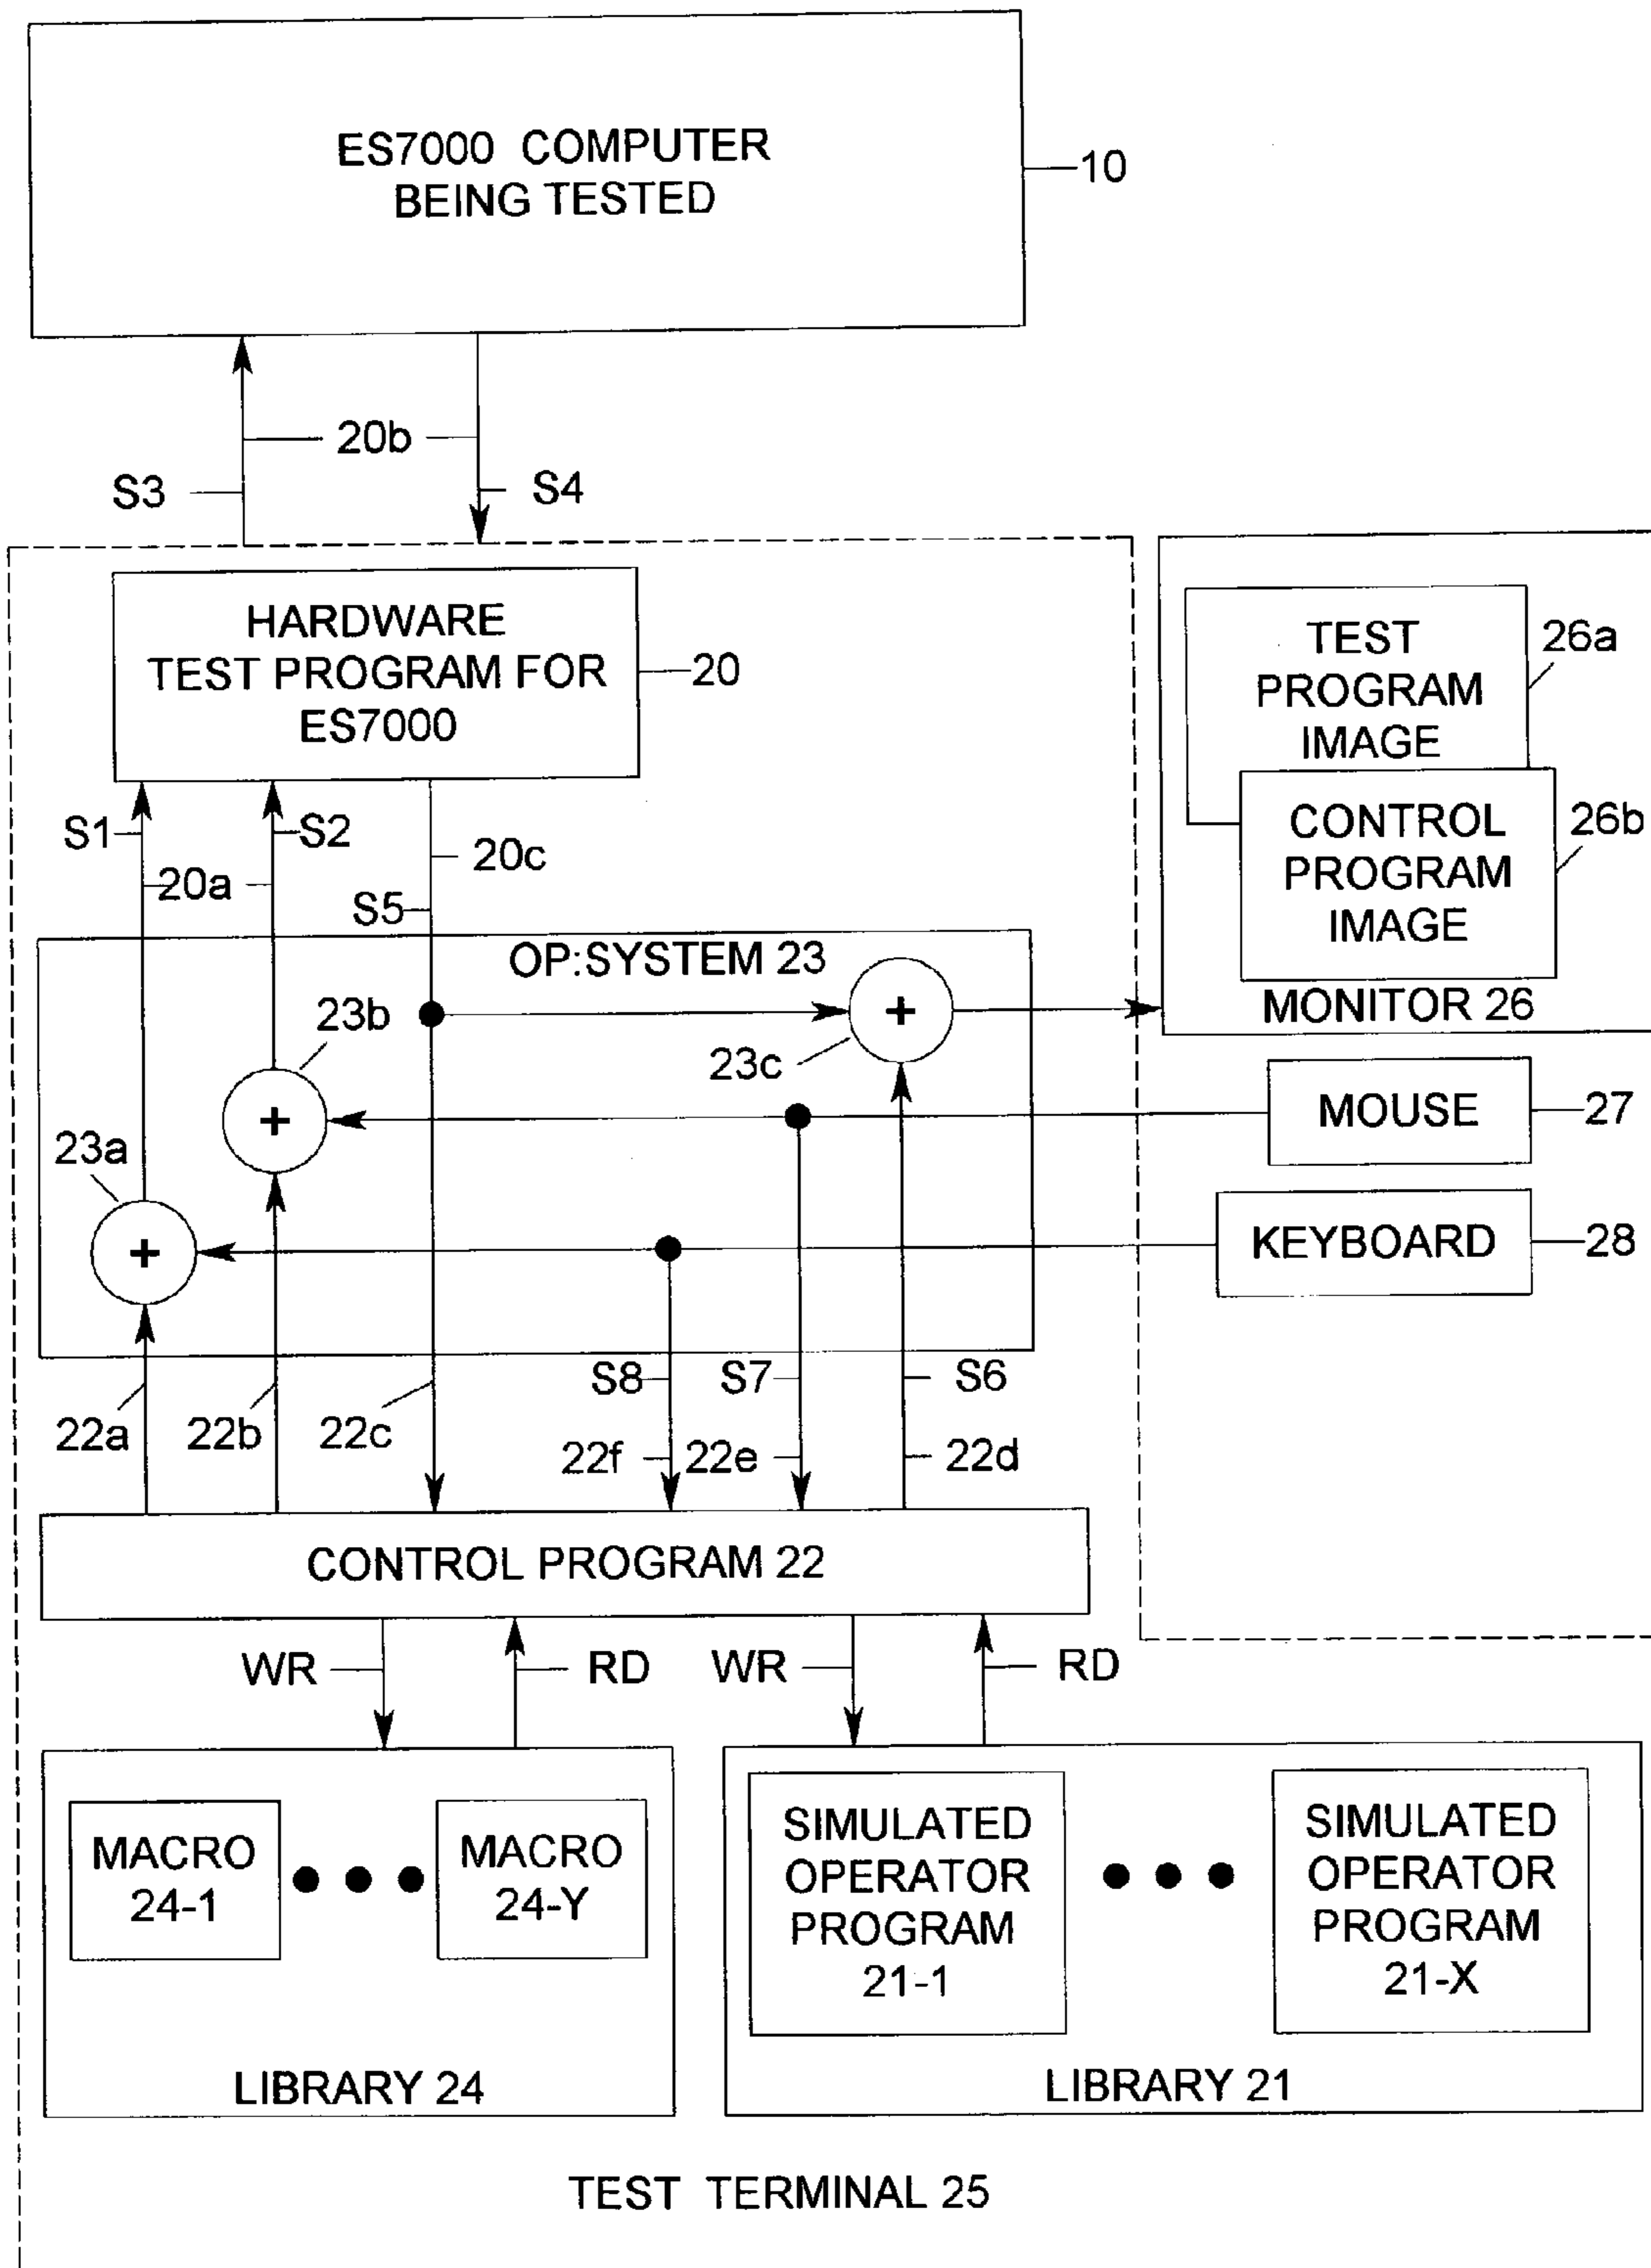 ES7000 COMPUTER
BEING TESTED
10
20b
S3
S4
HARDWARE
TEST PROGRAM FOR
ES7000
20
TEST
PROGRAM
IMAGE
26a
CONTROL
PROGRAM
IMAGE
26b
MONITOR 26
S1
S2
20a
20c
S5
OP:SYSTEM 23
23b
+
23c
+
23a
+
MOUSE
27
KEYBOARD
28
S8
S7
S6
22a
22b
22c
22f
22e
22d
CONTROL PROGRAM 22
WR
RD
WR
RD
MACRO
24-1
MACRO
24-Y
LIBRARY 24
SIMULATED
OPERATOR
PROGRAM
21-1
SIMULATED
OPERATOR
PROGRAM
21-X
LIBRARY 21
TEST TERMINAL 25